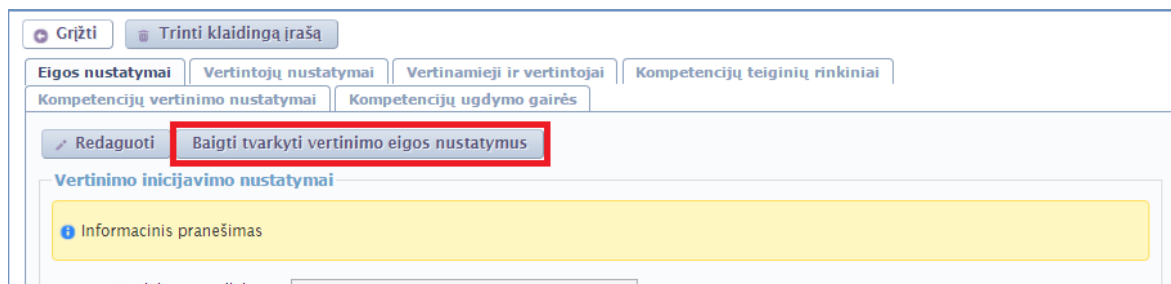 Grįžti Trinti klaidingą įrašą
Eigos nustatymai Vertintojų nustatymai Vertinamieji ir vertintojai Kompetencijų teiginių rinkiniai
Kompetencijų vertinimo nustatymai Kompetencijų ugdymo gairės
Redaguoti Baigti tvarkyti vertinimo eigos nustatymus
Vertinimo inicijavimo nustatymai
Informacinis pranešimas